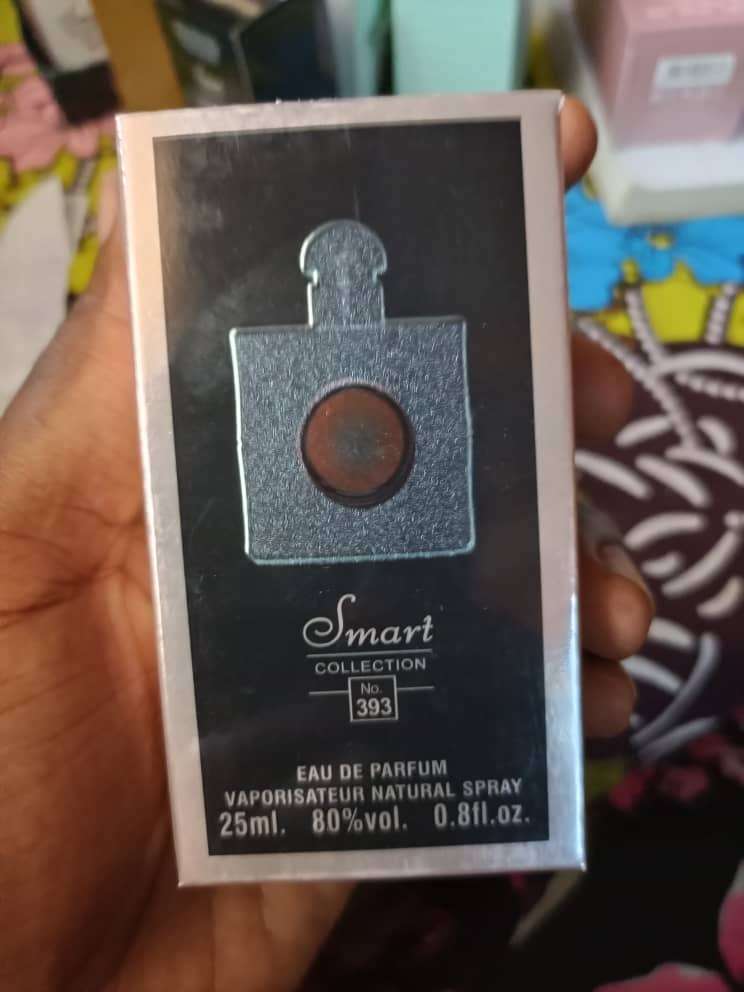 Smart
COLLECTION
No.
393
EAU DE PARFUM
VAPORISATEUR NATURAL SPRAY
25ml. 80%vol. 0.8fl.oz.